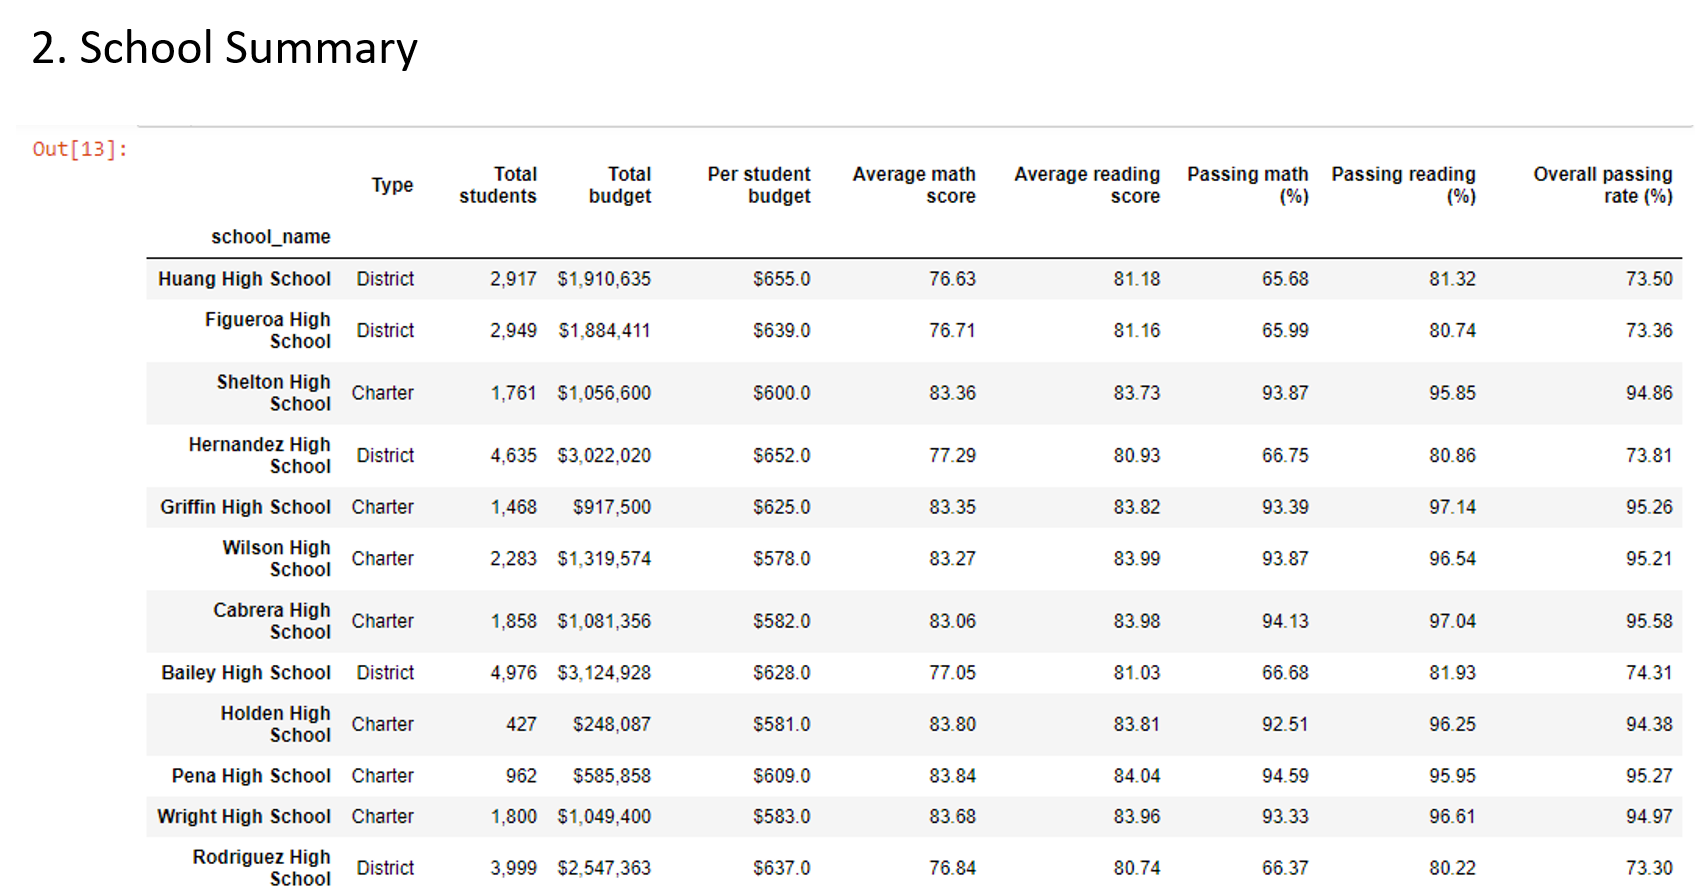 2. School Summary
Out[13]:
Type Total students Total budget Per student budget Average math score Average reading score Passing math (%) Passing reading (%) Overall passing rate (%)
school_name
Huang High School District 2,917 $1,910,635 $655.0 76.63 81.18 65.68 81.32 73.50
Figueroa High School District 2,949 $1,884,411 $639.0 76.71 81.16 65.99 80.74 73.36
Shelton High School Charter 1,761 $1,056,600 $600.0 83.36 83.73 93.87 95.85 94.86
Hernandez High School District 4,635 $3,022,020 $652.0 77.29 80.93 66.75 80.86 73.81
Griffin High School Charter 1,468 $917,500 $625.0 83.35 83.82 93.39 97.14 95.26
Wilson High School Charter 2,283 $1,319,574 $578.0 83.27 83.99 93.87 96.54 95.21
Cabrera High School Charter 1,858 $1,081,356 $582.0 83.06 83.98 94.13 97.04 95.58
Bailey High School District 4,976 $3,124,928 $628.0 77.05 81.03 66.68 81.93 74.31
Holden High School Charter 427 $248,087 $581.0 83.80 83.81 92.51 96.25 94.38
Pena High School Charter 962 $585,858 $609.0 83.84 84.04 94.59 95.95 95.27
Wright High School Charter 1,800 $1,049,400 $583.0 83.68 83.96 93.33 96.61 94.97
Rodriguez High School District 3,999 $2,547,363 $637.0 76.84 80.74 66.37 80.22 73.30